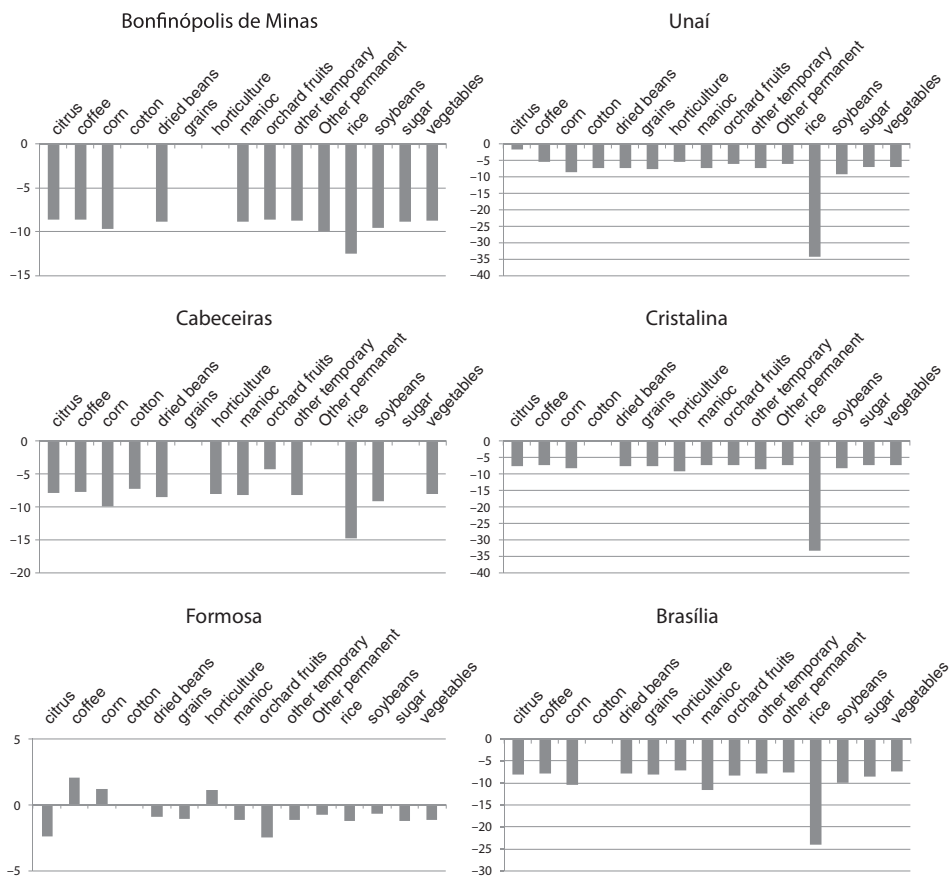 Bonfinópolis de Minas
citrus
coffee
corn
cotton
dried beans
grains
horticulture
manioc
orchard fruits
other temporary
Other permanent
rice
soybeans
sugar
vegetables
0
–5
–10
–15
Unaí
citrus
coffee
corn
cotton
dried beans
grains
horticulture
manioc
orchard fruits
other temporary
Other permanent
rice
soybeans
sugar
vegetables
0
–5
–10
–15
–20
–25
–30
–35
–40
Cabeceiras
citrus
coffee
corn
cotton
dried beans
grains
horticulture
manioc
orchard fruits
other temporary
Other permanent
rice
soybeans
sugar
vegetables
0
–5
–10
–15
–20
Cristalina
citrus
coffee
corn
cotton
dried beans
grains
horticulture
manioc
orchard fruits
other temporary
Other permanent
rice
soybeans
sugar
vegetables
0
–5
–10
–15
–20
–25
–30
–35
–40
Formosa
citrus
coffee
corn
cotton
dried beans
grains
horticulture
manioc
orchard fruits
other temporary
Other permanent
rice
soybeans
sugar
vegetables
5
0
–5
Brasília
citrus
coffee
corn
cotton
dried beans
grains
horticulture
manioc
orchard fruits
other temporary
other permanent
rice
soybeans
sugar
vegetables
0
–5
–10
–15
–20
–25
–30